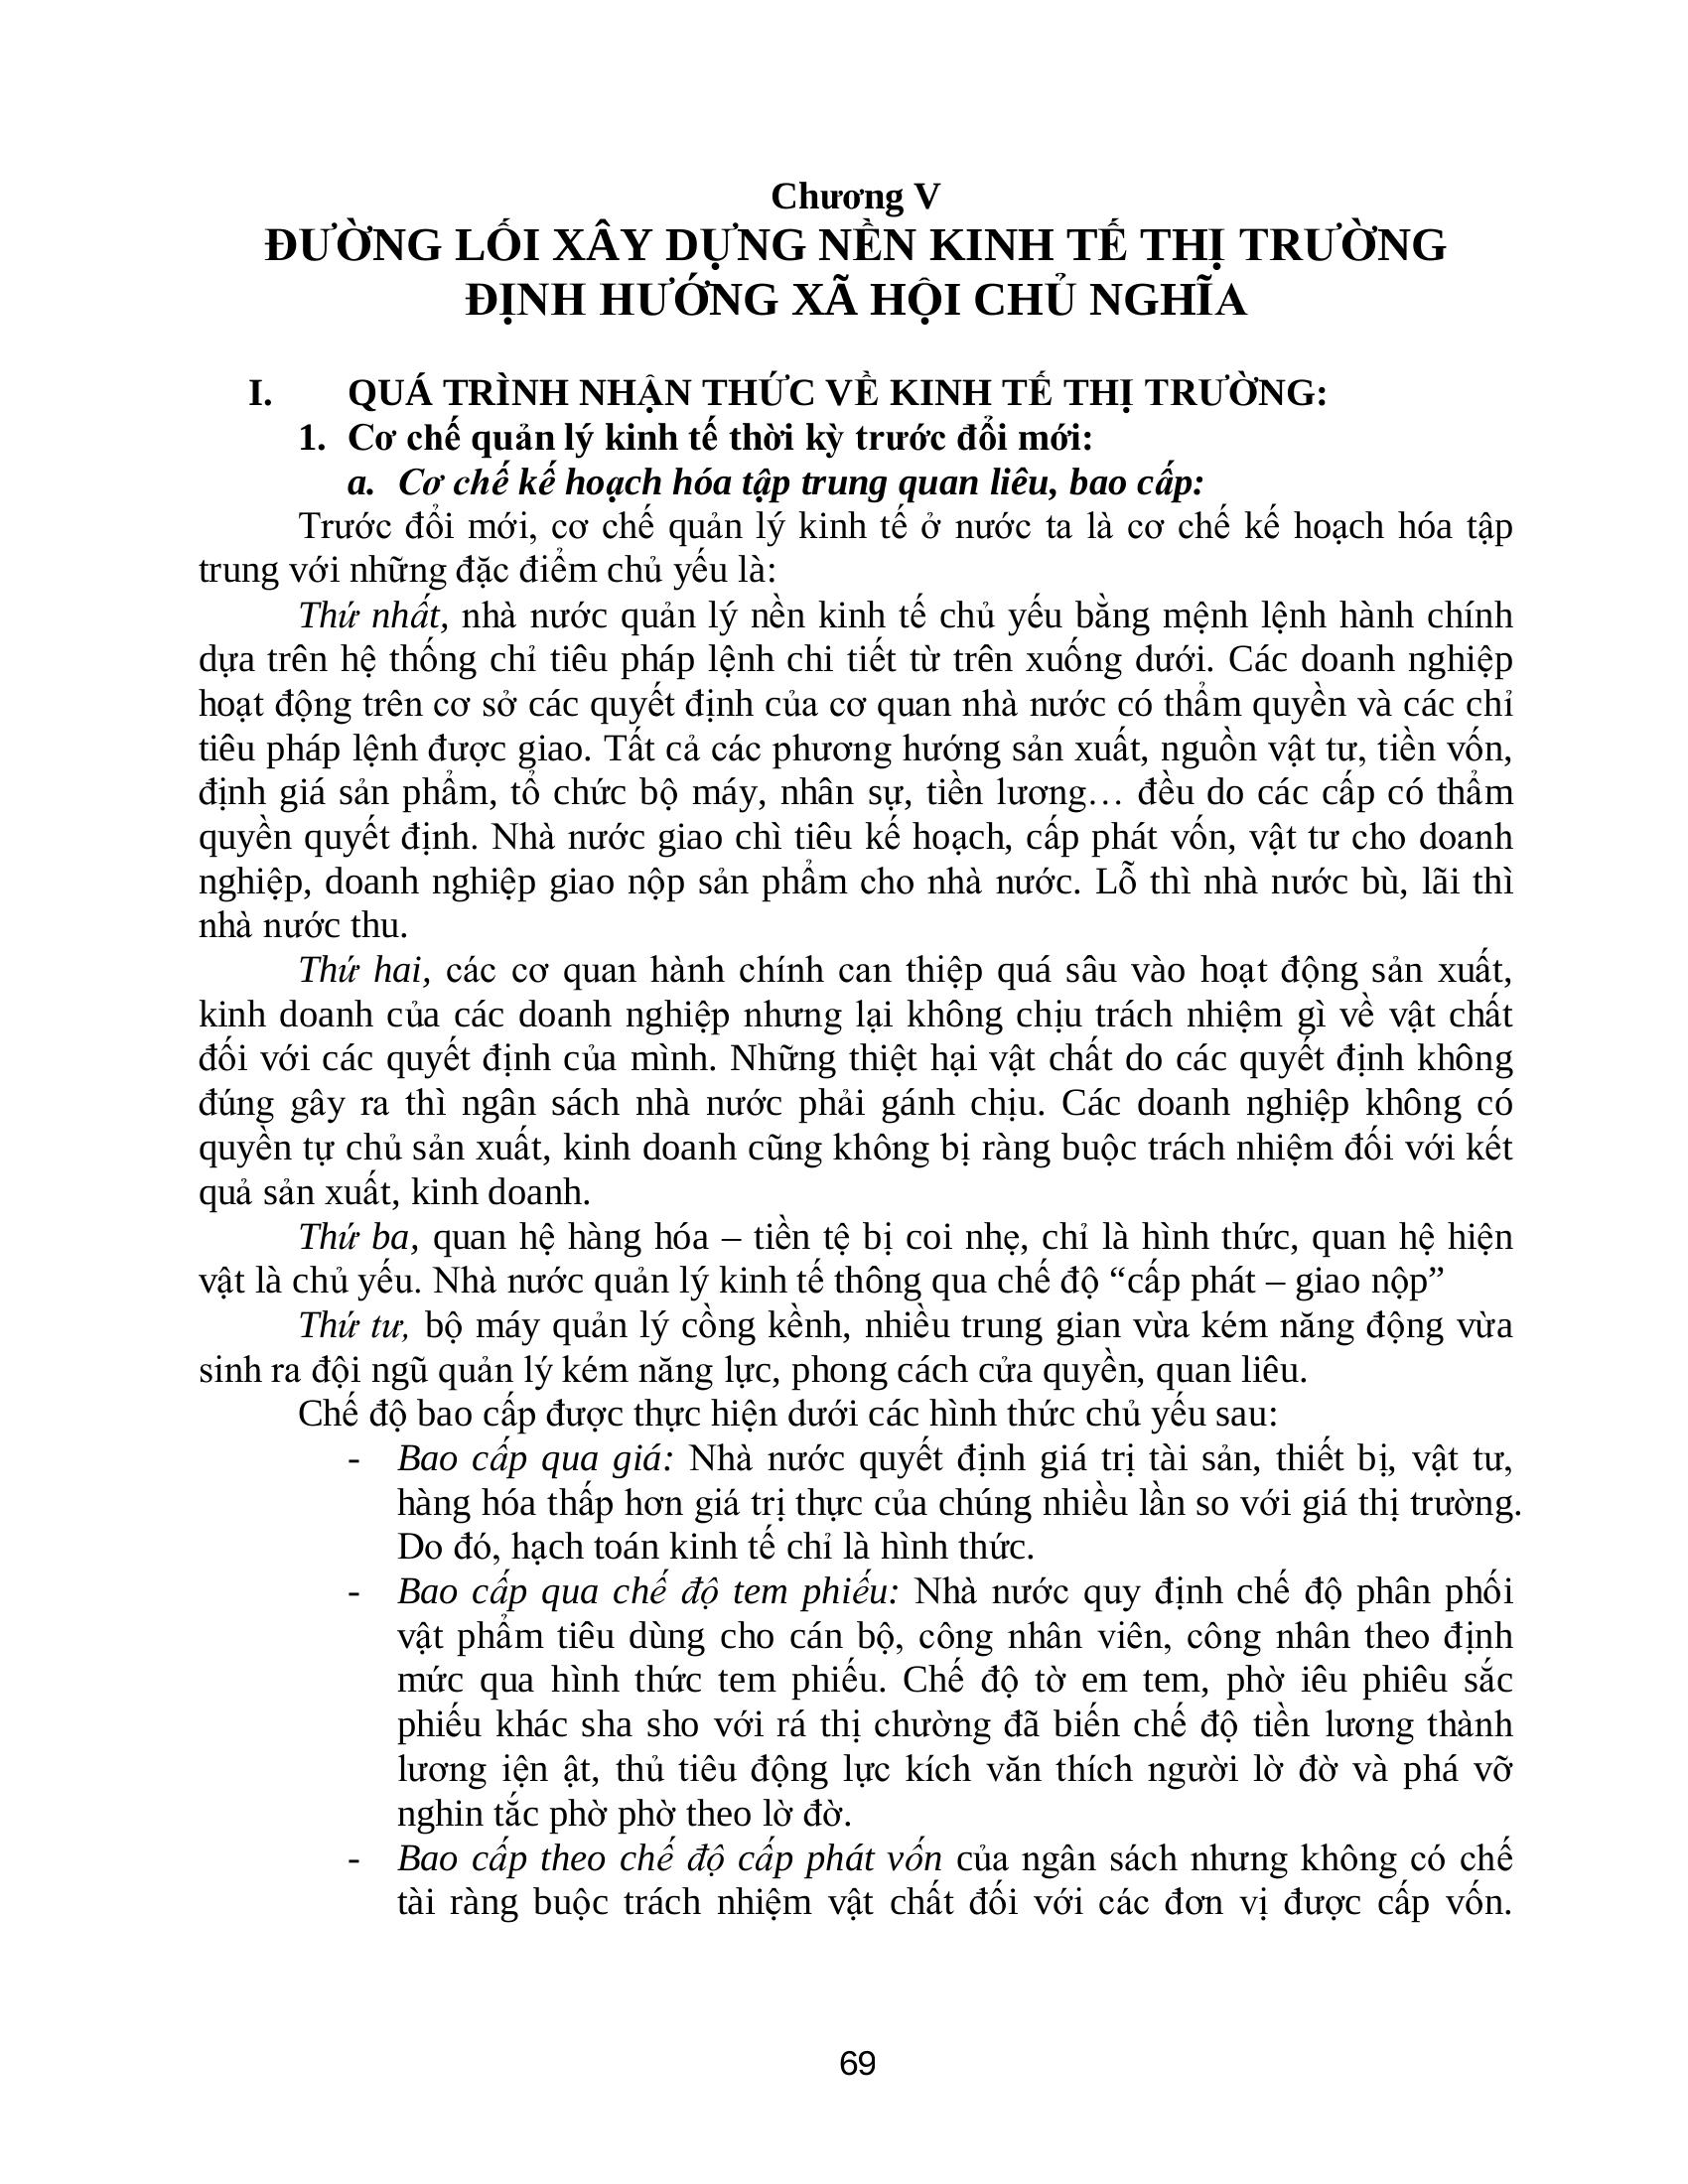 Chương V
ĐƯỜNG LỐI XÂY DỰNG NỀN KINH TẾ THỊ TRƯỜNG
ĐỊNH HƯỚNG XÃ HỘI CHỦ NGHĨA
I. QUÁ TRÌNH NHẬN THỨC VỀ KINH TẾ THỊ TRƯỜNG:
1. Cơ chế quản lý kinh tế thời kỳ trước đổi mới:
a. Cơ chế kế hoạch hóa tập trung quan liêu, bao cấp:
Trước đổi mới, cơ chế quản lý kinh tế ở nước ta là cơ chế kế hoạch hóa tập
trung với những đặc điểm chủ yếu là:
Thứ nhất, nhà nước quản lý nền kinh tế chủ yếu bằng mệnh lệnh hành chính
dựa trên hệ thống chỉ tiêu pháp lệnh chi tiết từ trên xuống dưới. Các doanh nghiệp
hoạt động trên cơ sở các quyết định của cơ quan nhà nước có thẩm quyền và các chỉ
tiêu pháp lệnh được giao. Tất cả các phương hướng sản xuất, nguồn vật tư, tiền vốn,
định giá sản phẩm, tổ chức bộ máy, nhân sự, tiền lương… đều do các cấp có thẩm
quyền quyết định. Nhà nước giao chì tiêu kế hoạch, cấp phát vốn, vật tư cho doanh
nghiệp, doanh nghiệp giao nộp sản phẩm cho nhà nước. Lỗ thì nhà nước bù, lãi thì
nhà nước thu.
Thứ hai, các cơ quan hành chính can thiệp quá sâu vào hoạt động sản xuất,
kinh doanh của các doanh nghiệp nhưng lại không chịu trách nhiệm gì về vật chất
đối với các quyết định của mình. Những thiệt hại vật chất do các quyết định không
đúng gây ra thì ngân sách nhà nước phải gánh chịu. Các doanh nghiệp không có
quyền tự chủ sản xuất, kinh doanh cũng không bị ràng buộc trách nhiệm đối với kết
quả sản xuất, kinh doanh.
Thứ ba, quan hệ hàng hóa – tiền tệ bị coi nhẹ, chỉ là hình thức, quan hệ hiện
vật là chủ yếu. Nhà nước quản lý kinh tế thông qua chế độ “cấp phát – giao nộp”
Thứ tư, bộ máy quản lý cồng kềnh, nhiều trung gian vừa kém năng động vừa
sinh ra đội ngũ quản lý kém năng lực, phong cách cửa quyền, quan liêu.
Chế độ bao cấp được thực hiện dưới các hình thức chủ yếu sau:
- Bao cấp qua giá: Nhà nước quyết định giá trị tài sản, thiết bị, vật tư,
hàng hóa thấp hơn giá trị thực của chúng nhiều lần so với giá thị trường.
Do đó, hạch toán kinh tế chỉ là hình thức.
- Bao cấp qua chế độ tem phiếu: Nhà nước quy định chế độ phân phối
vật phẩm tiêu dùng cho cán bộ, công nhân viên, công nhân theo định
mức qua hình thức tem phiếu. Chế độ tờ em tem, phờ iêu phiêu sắc
phiếu khác sha sho với rá thị chường đã biến chế độ tiền lương thành
lương iện ật, thủ tiêu động lực kích văn thích người lờ đờ và phá vỡ
nghin tắc phờ phờ theo lờ đờ.
- Bao cấp theo chế độ cấp phát vốn của ngân sách nhưng không có chế
tài ràng buộc trách nhiệm vật chất đối với các đơn vị được cấp vốn.
69